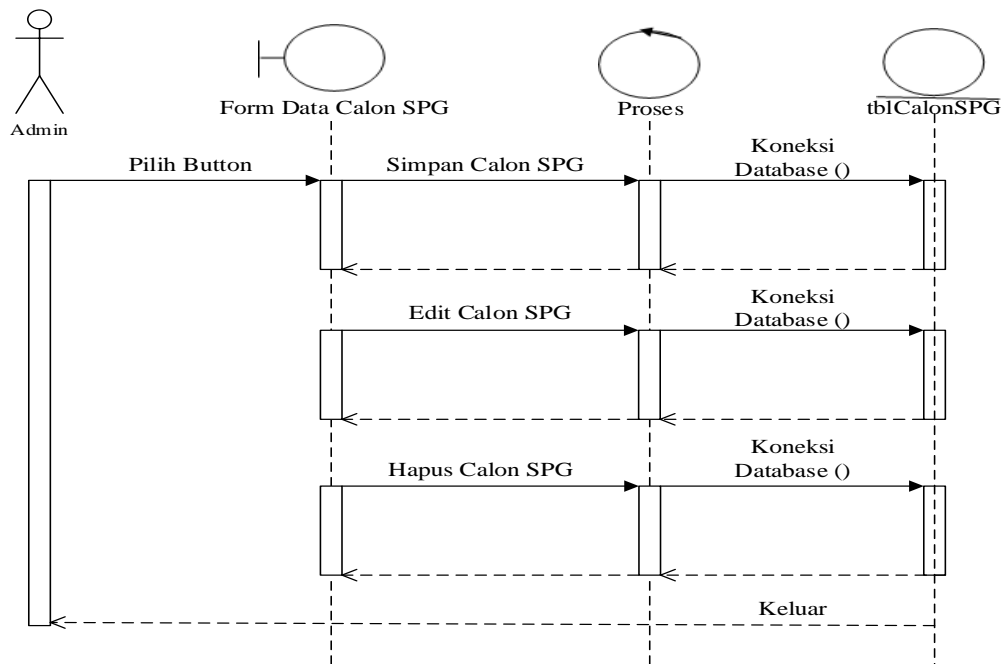 Admin
Form Data Calon SPG
Proses
tblCalonSPG
Pilih Button
Simpan Calon SPG
Koneksi
Database ()
Edit Calon SPG
Koneksi
Database ()
Hapus Calon SPG
Koneksi
Database ()
Keluar